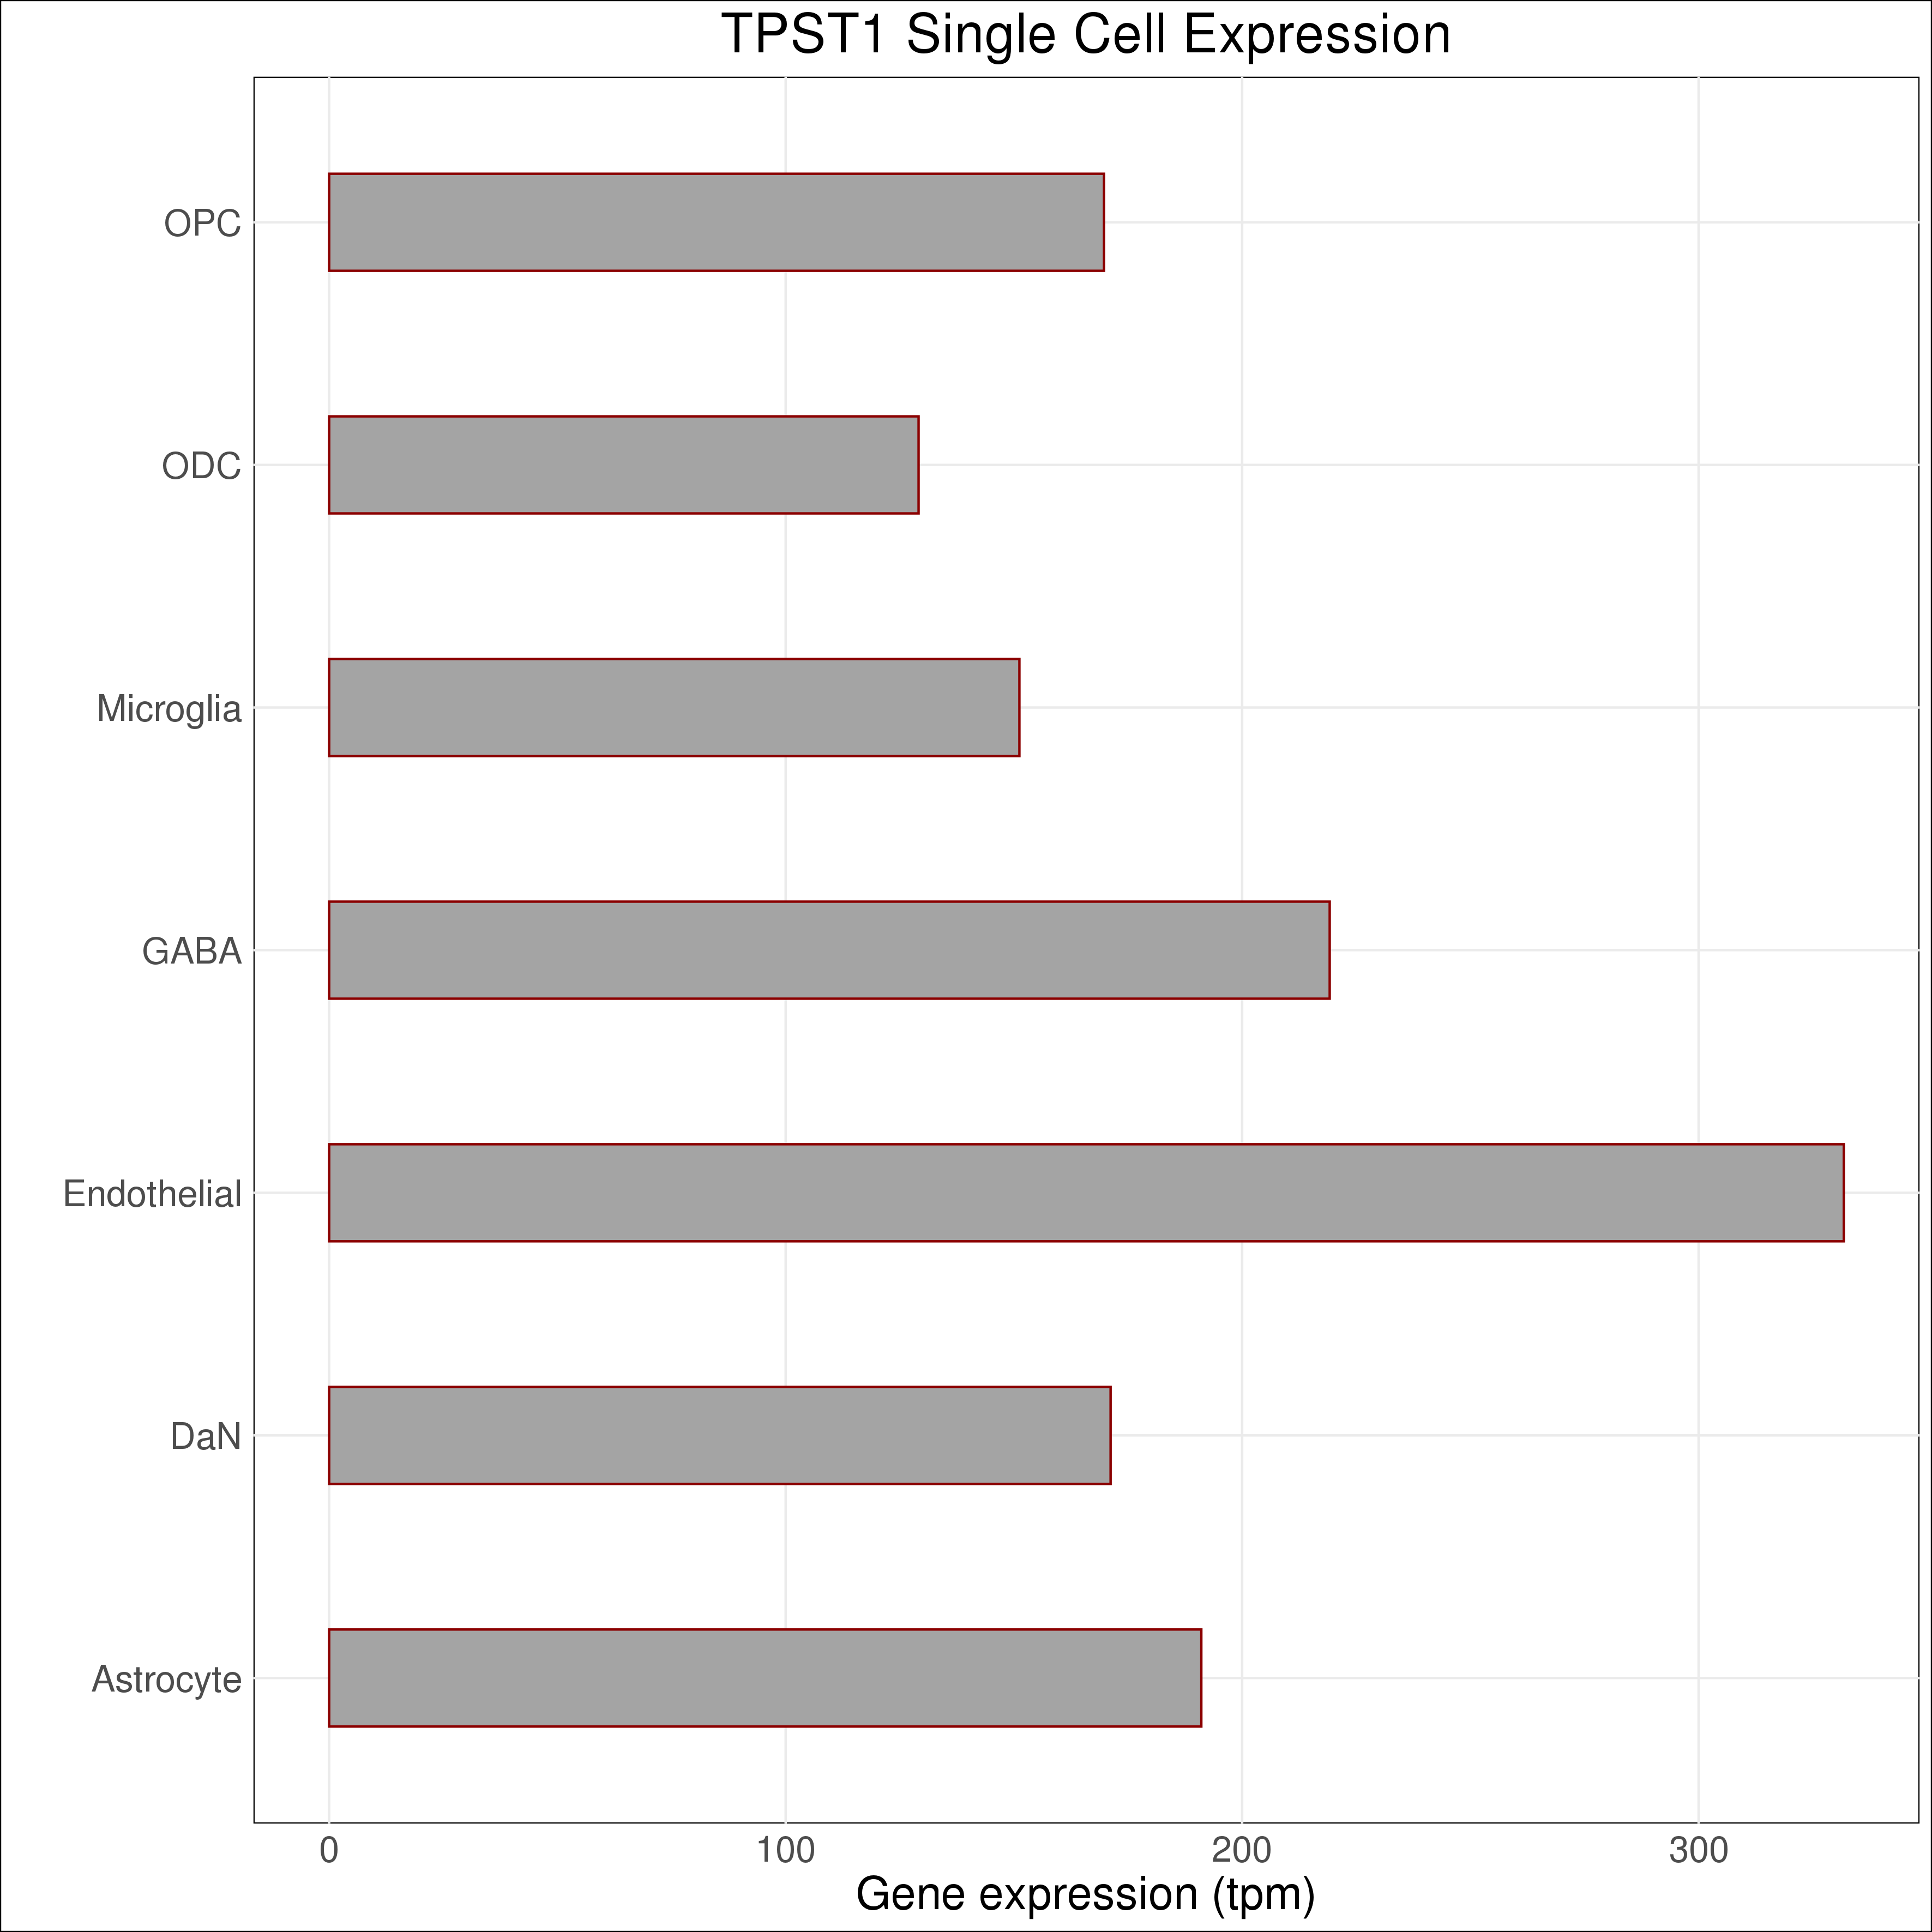 TPST1 Single Cell Expression
OPC
ODC
Microglia
GABA
Endothelial
DaN
Astrocyte
0 100 200 300
Gene expression (tpm)